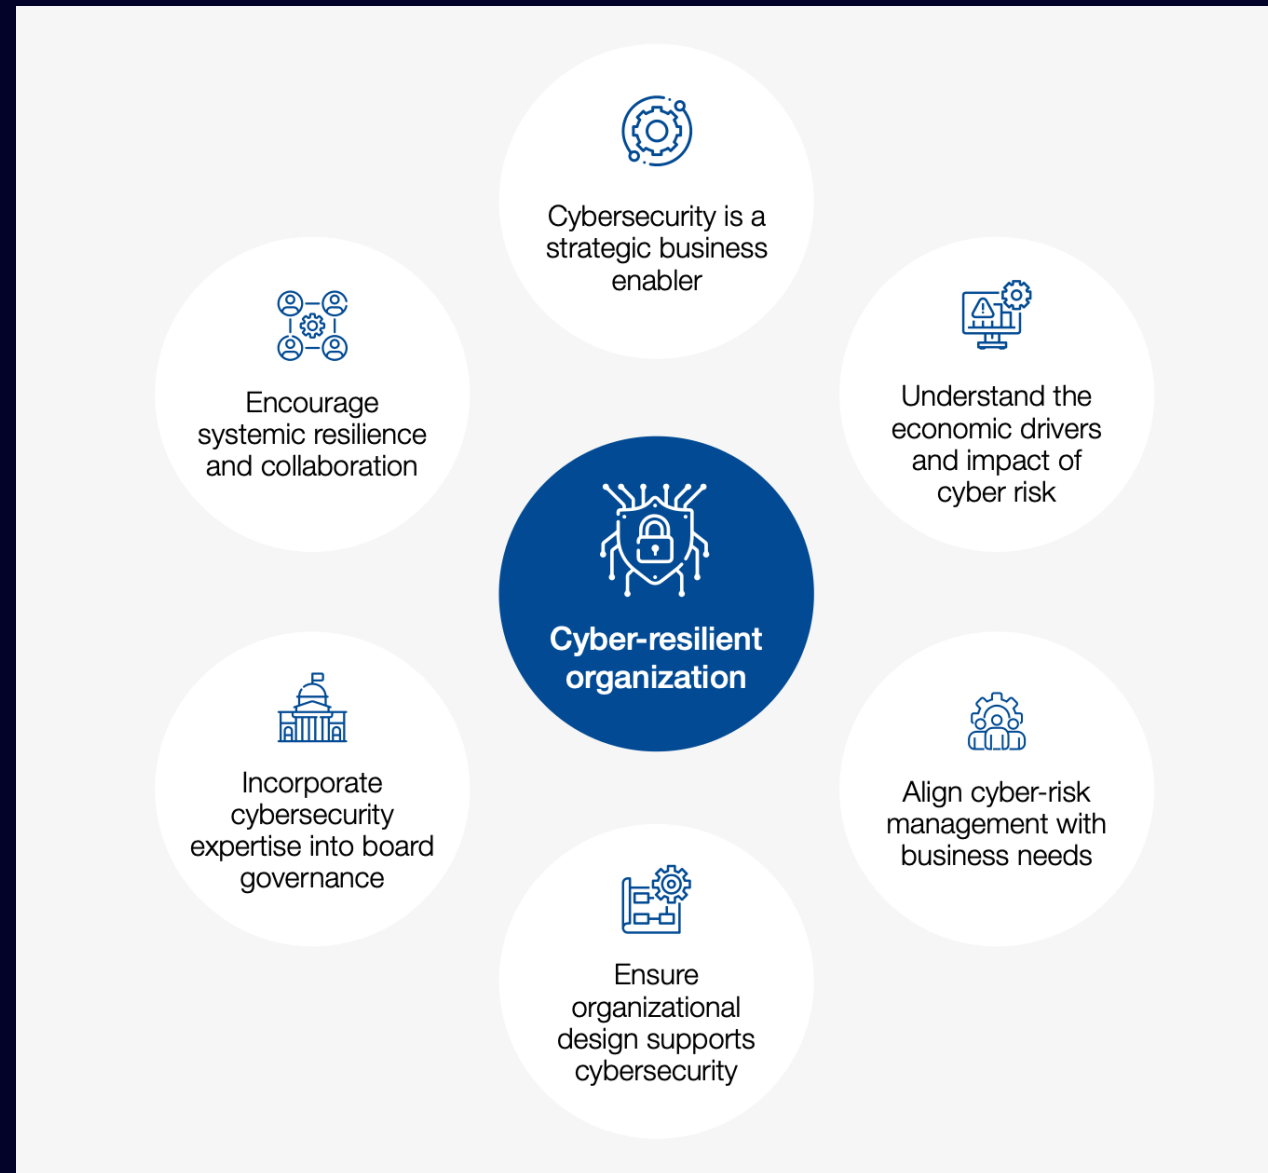 Cybersecurity is a
strategic business
enabler
Understand the
economic drivers
and impact of
cyber risk
Align cyber-risk
management with
business needs
Ensure
organizational
design supports
cybersecurity
Incorporate
cybersecurity
expertise into board
governance
Encourage
systemic resilience
and collaboration
Cyber-resilient
organization